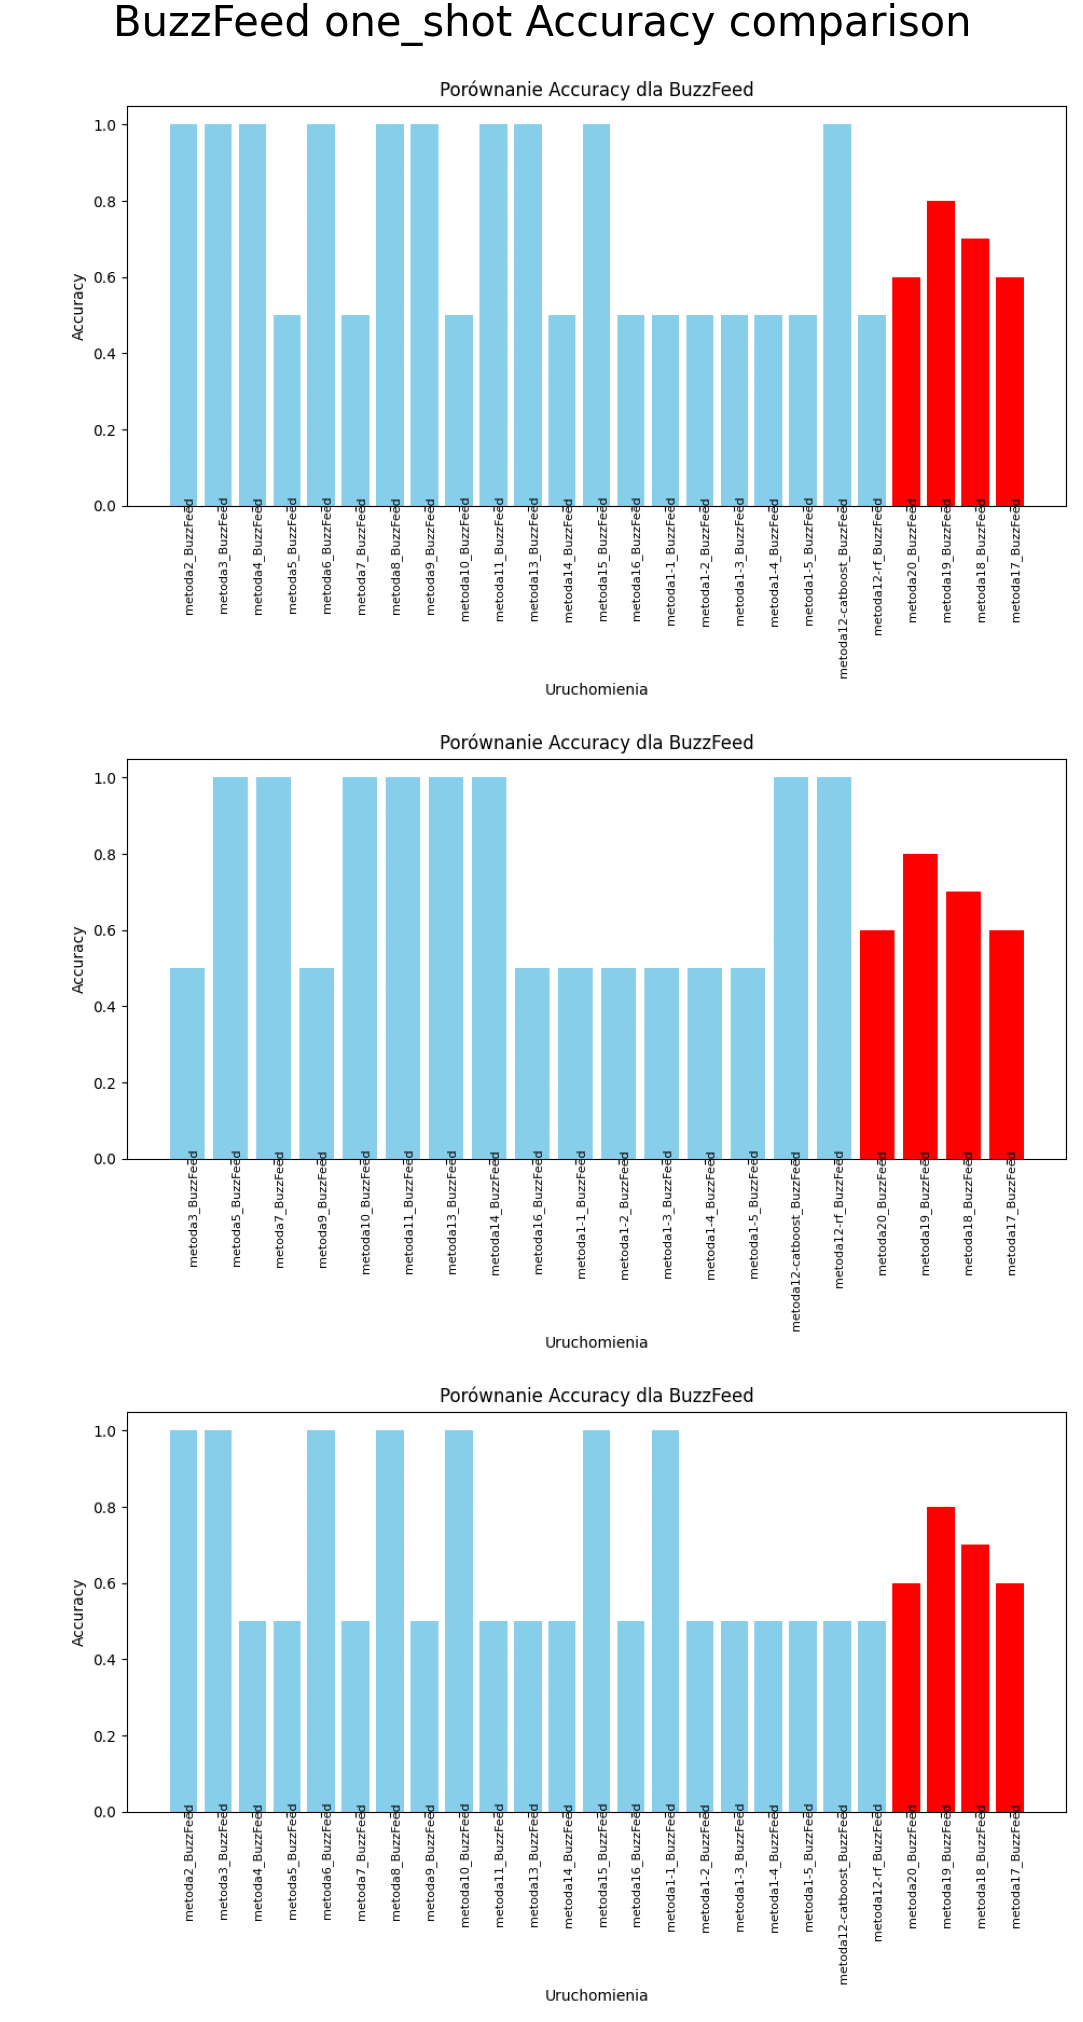 BuzzFeed one_shot Accuracy comparison
Porównanie Accuracy dla BuzzFeed
Accuracy
1.0
0.8
0.6
0.4
0.2
0.0
metoda2_BuzzFeed
metoda3_BuzzFeed
metoda4_BuzzFeed
metoda5_BuzzFeed
metoda6_BuzzFeed
metoda7_BuzzFeed
metoda8_BuzzFeed
metoda9_BuzzFeed
metoda10_BuzzFeed
metoda11_BuzzFeed
metoda13_BuzzFeed
metoda14_BuzzFeed
metoda15_BuzzFeed
metoda16_BuzzFeed
metoda1-1_BuzzFeed
metoda1-2_BuzzFeed
metoda1-3_BuzzFeed
metoda1-4_BuzzFeed
metoda1-5_BuzzFeed
metoda12-catboost_BuzzFeed
metoda12-rf_BuzzFeed
metoda20_BuzzFeed
metoda19_BuzzFeed
metoda18_BuzzFeed
metoda17_BuzzFeed
Uruchomienia
Porównanie Accuracy dla BuzzFeed
Accuracy
1.0
0.8
0.6
0.4
0.2
0.0
metoda3_BuzzFeed
metoda5_BuzzFeed
metoda7_BuzzFeed
metoda9_BuzzFeed
metoda10_BuzzFeed
metoda11_BuzzFeed
metoda13_BuzzFeed
metoda14_BuzzFeed
metoda16_BuzzFeed
metoda1-1_BuzzFeed
metoda1-2_BuzzFeed
metoda1-3_BuzzFeed
metoda1-4_BuzzFeed
metoda1-5_BuzzFeed
metoda12-catboost_BuzzFeed
metoda12-rf_BuzzFeed
metoda20_BuzzFeed
metoda19_BuzzFeed
metoda18_BuzzFeed
metoda17_BuzzFeed
Uruchomienia
Porównanie Accuracy dla BuzzFeed
Accuracy
1.0
0.8
0.6
0.4
0.2
0.0
metoda2_BuzzFeed
metoda3_BuzzFeed
metoda4_BuzzFeed
metoda5_BuzzFeed
metoda6_BuzzFeed
metoda7_BuzzFeed
metoda8_BuzzFeed
metoda9_BuzzFeed
metoda10_BuzzFeed
metoda11_BuzzFeed
metoda13_BuzzFeed
metoda14_BuzzFeed
metoda15_BuzzFeed
metoda16_BuzzFeed
metoda1-1_BuzzFeed
metoda1-2_BuzzFeed
metoda1-3_BuzzFeed
metoda1-4_BuzzFeed
metoda1-5_BuzzFeed
metoda12-catboost_BuzzFeed
metoda12-rf_BuzzFeed
metoda20_BuzzFeed
metoda19_BuzzFeed
metoda18_BuzzFeed
metoda17_BuzzFeed
Uruchomienia